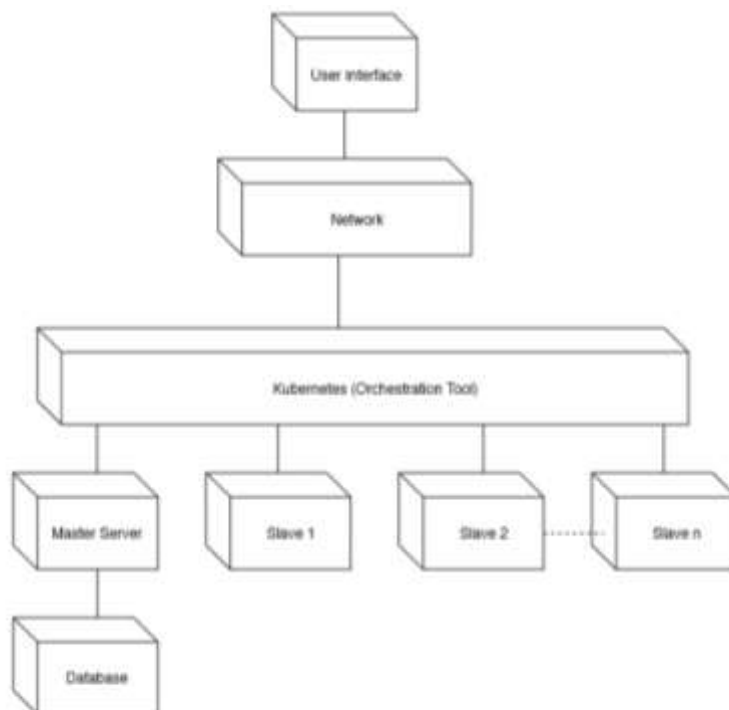 User interface
Network
Kubernetes (Orchestration Tool)
Master Server
Slave 1
Slave 2
Slave n
Database